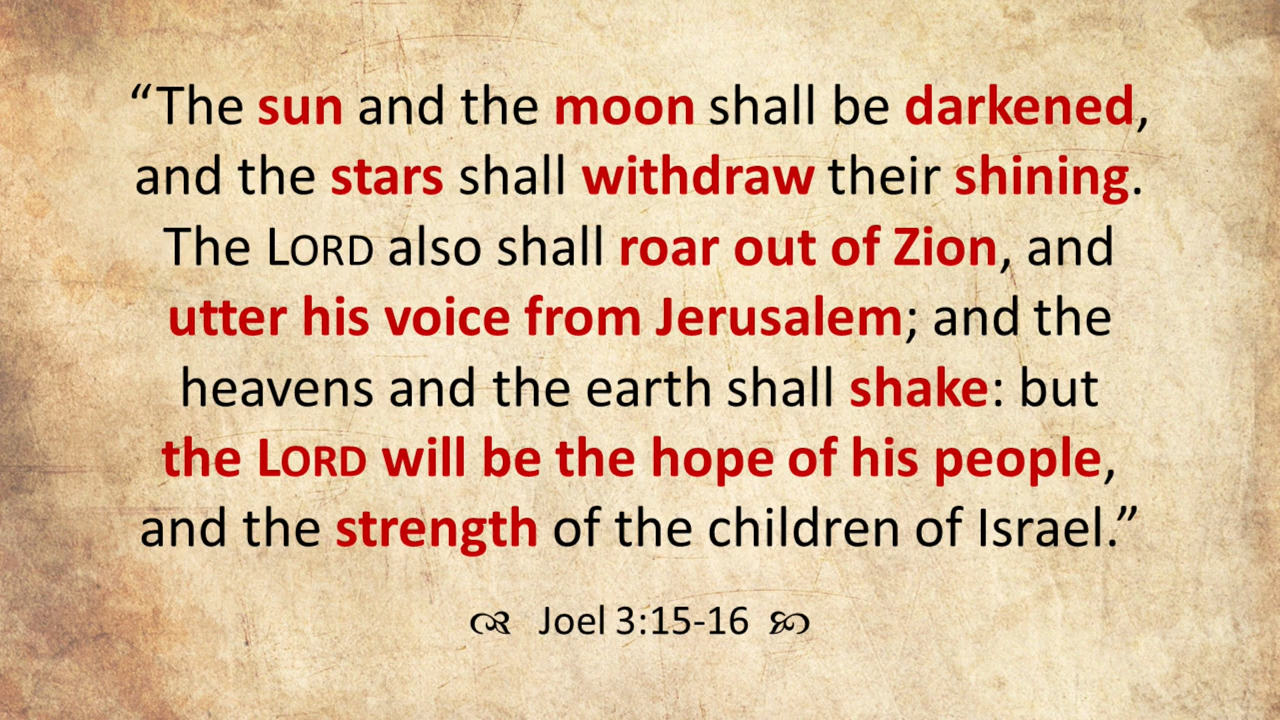 “The sun and the moon shall be darkened,
and the stars shall withdraw their shining.
The LORD also shall roar out of Zion, and
utter his voice from Jerusalem; and the
heavens and the earth shall shake: but
the LORD will be the hope of his people,
and the strength of the children of Israel.”
Joel 3:15-16